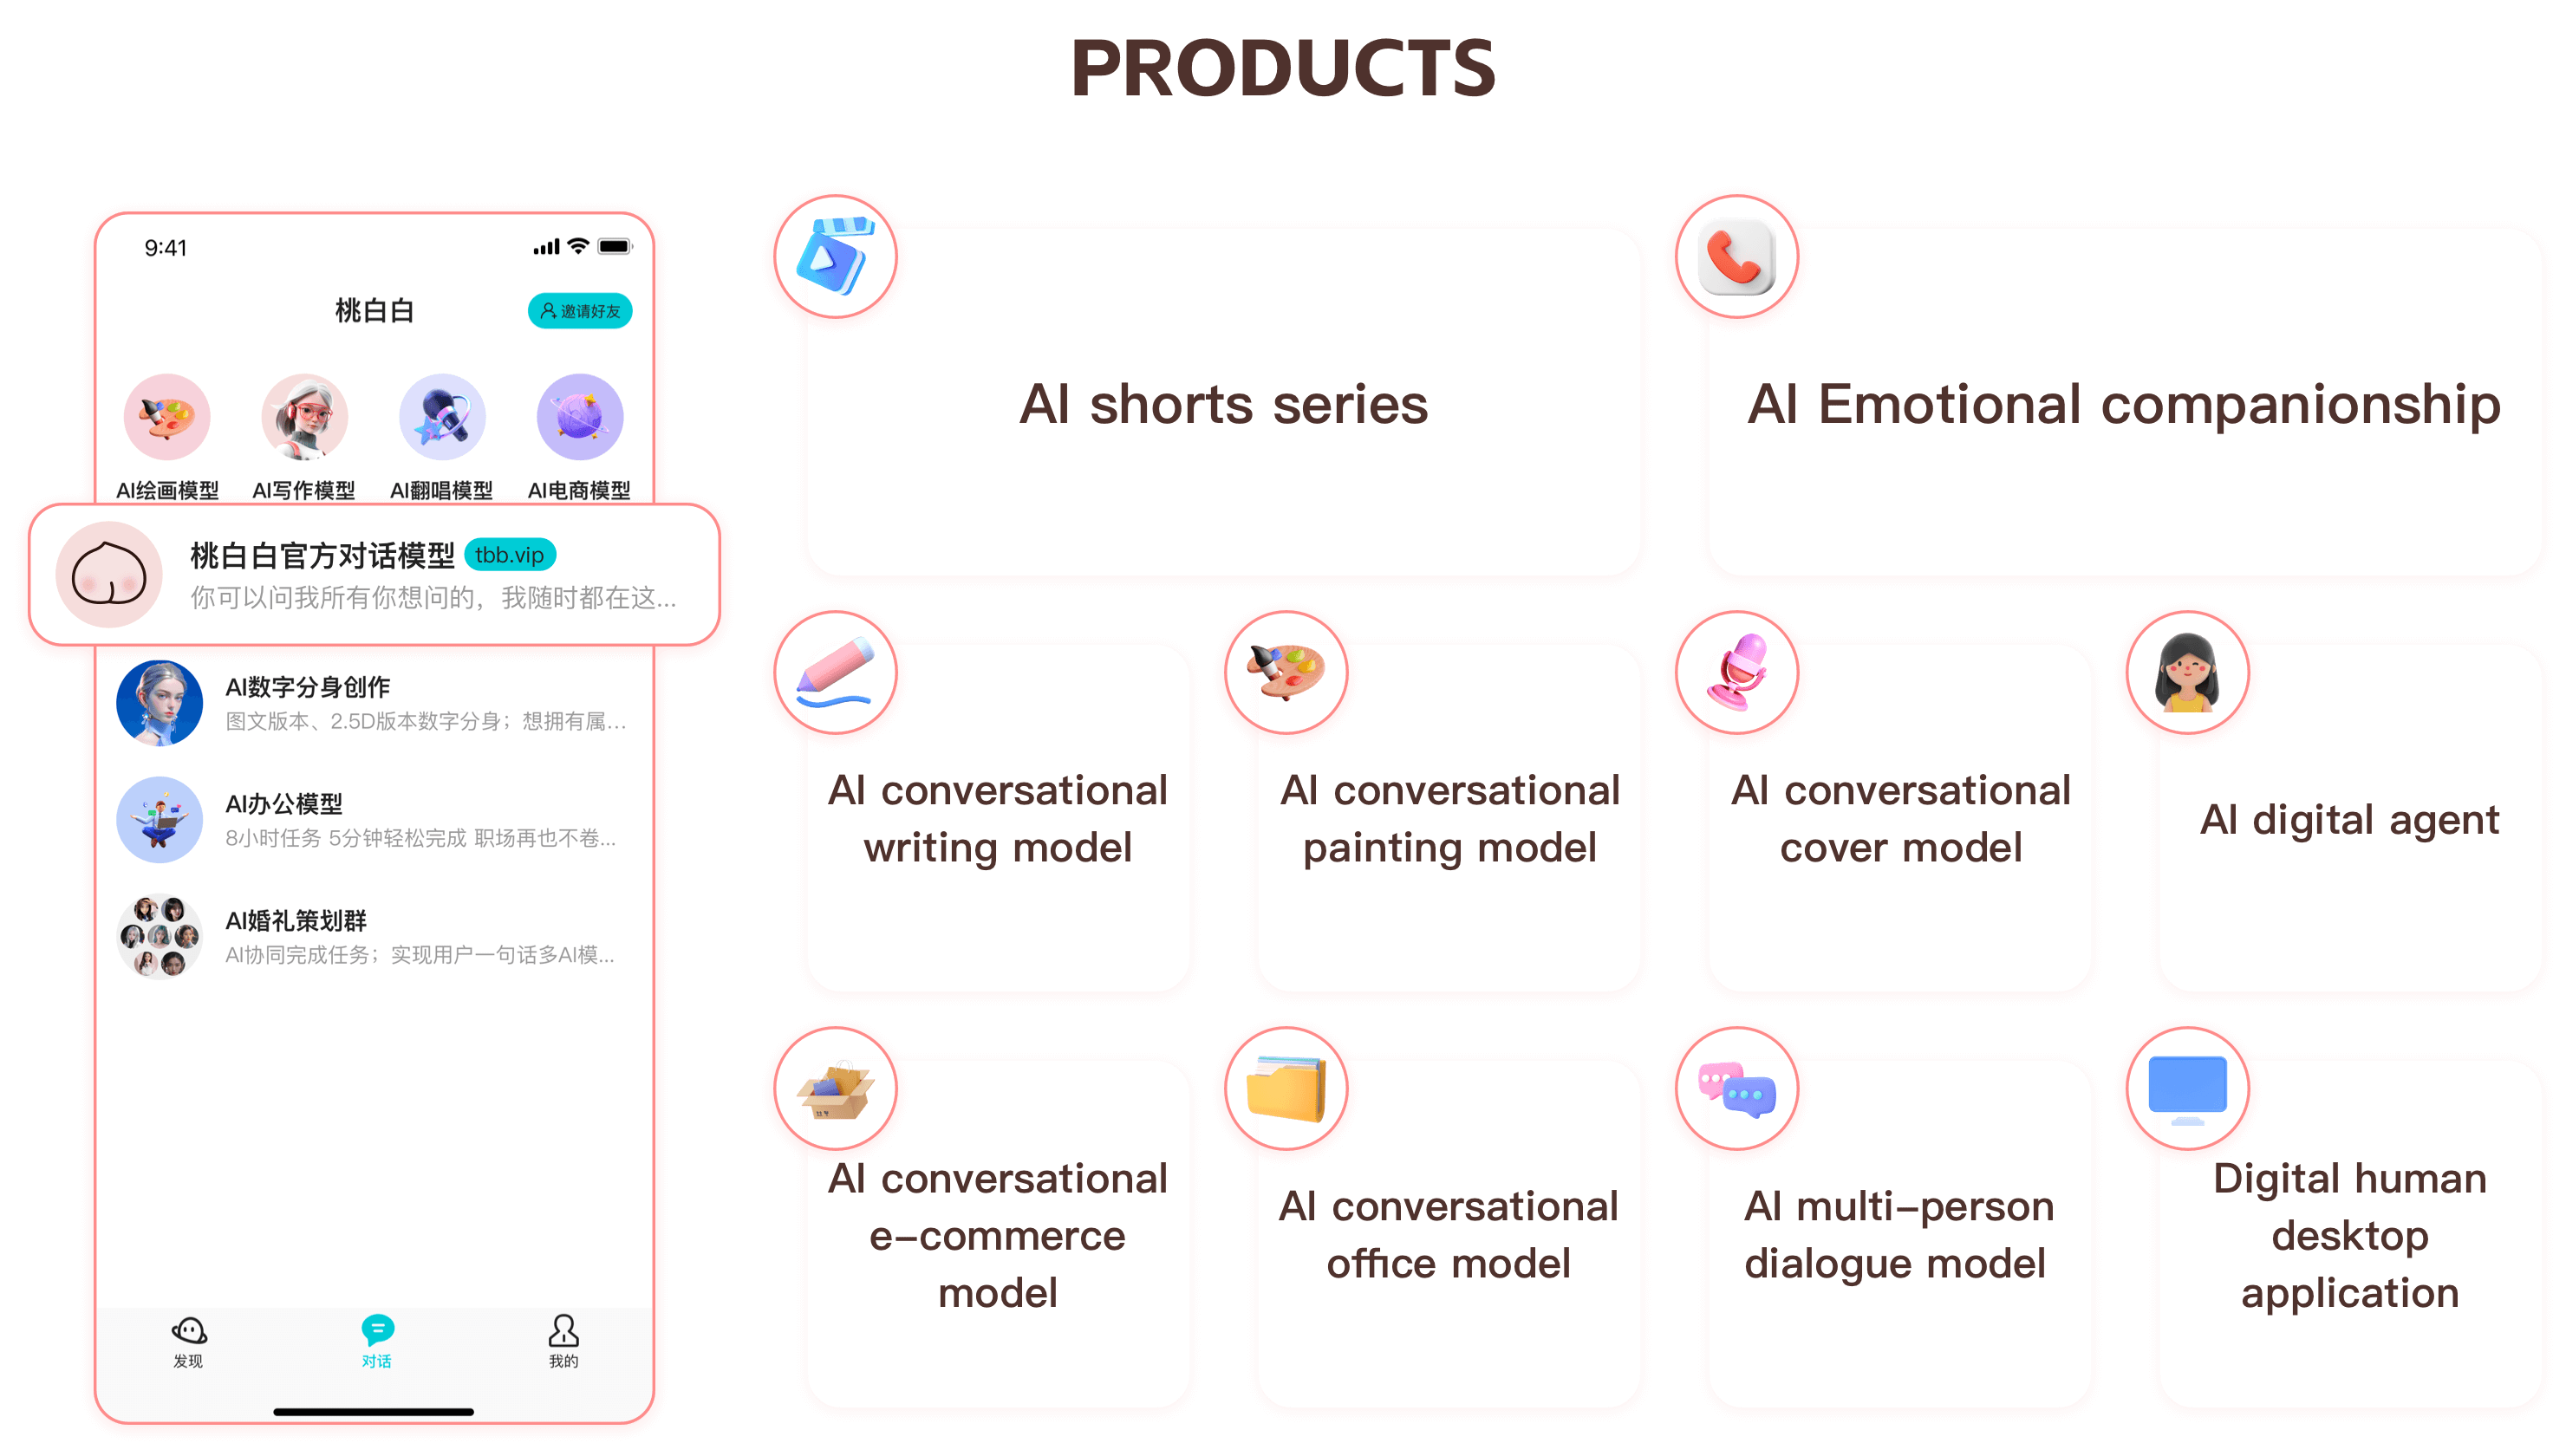 PRODUCTS
9:41
桃白白
邀请好友
AI绘画模型
AI写作模型
AI翻唱模型
AI电商模型
桃白白官方对话模型 tbb.vip
你可以问我所有你想问的，我随时都在这...
AI数字分身创作
图文版本、2.5D版本数字分身；想拥有属...
AI办公模型
8小时任务 5分钟轻松完成 职场再也不卷...
AI婚礼策划群
AI协同完成任务；实现用户一句话多AI模...
发现
对话
我的
AI shorts series
AI Emotional companionship
AI conversational
writing model
AI conversational
painting model
AI conversational
cover model
AI digital agent
AI conversational
e-commerce
model
AI conversational
office model
AI multi-person
dialogue model
Digital human
desktop
application